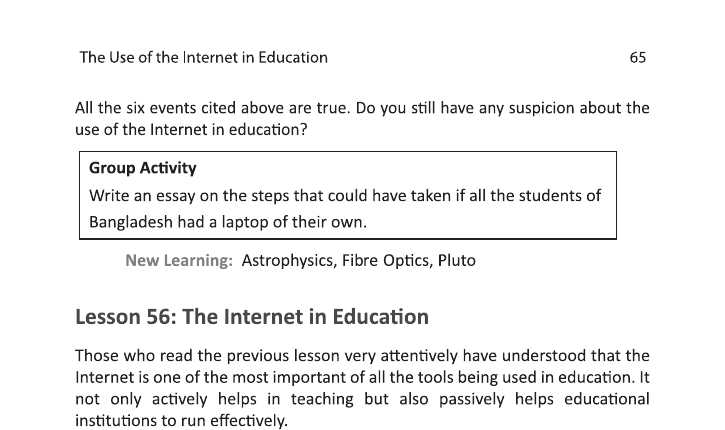 The Use of the Internet in Education 65
All the six events cited above are true. Do you still have any suspicion about the
use of the Internet in education?
Group Activity
Write an essay on the steps that could have taken if all the students of
Bangladesh had a laptop of their own.
New Learning: Astrophysics, Fibre Optics, Pluto
Lesson 56: The Internet in Education
Those who read the previous lesson very attentively have understood that the
Internet is one of the most important of all the tools being used in education. It
not only actively helps in teaching but also passively helps educational
institutions to run effectively.